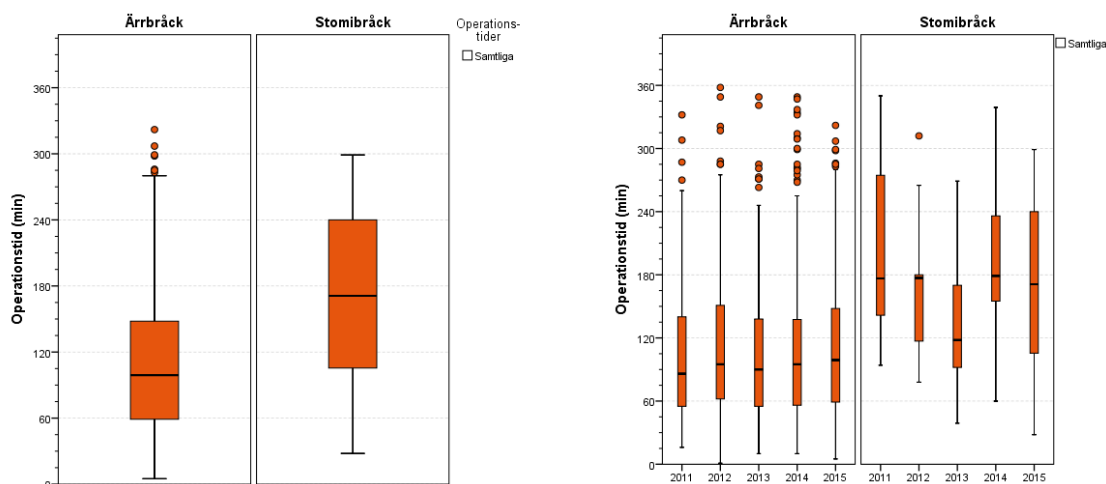 Ärrbråck
Stomibråck
Operations-
tider
Samtliga
Operationstid (min)
360
300
240
180
120
60
0
Ärrbråck
Stomibråck
Samtliga
Operationstid (min)
360
300
240
180
120
60
0
2011 2012 2013 2014 2015 2011 2012 2013 2014 2015